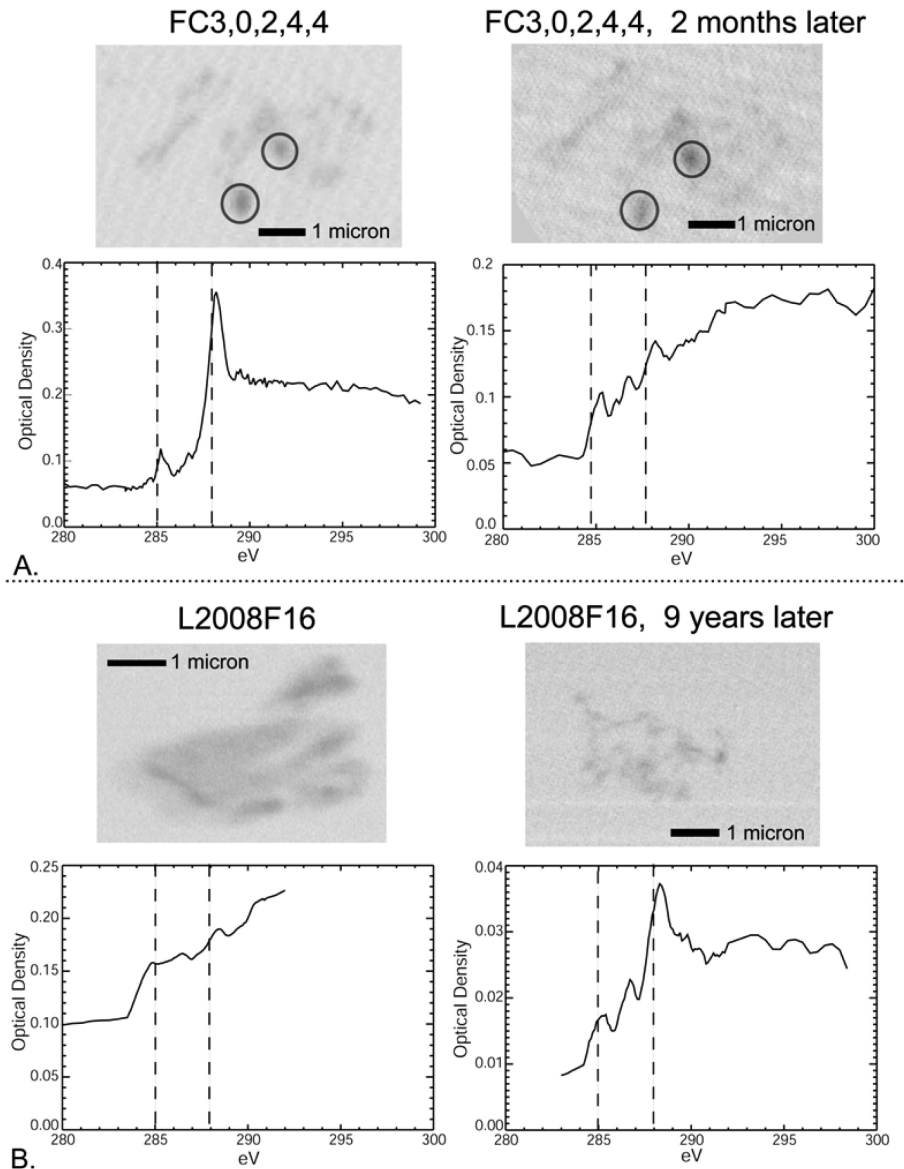 FC3,0,2,4,4
FC3,0,2,4,4, 2 months later
1 micron
1 micron
0.4
0.3
0.2
0.1
0.0
Optical Density
280 285 290 295 300
eV
0.2
0.15
0.1
0.05
0.0
Optical Density
280 285 290 295 300
eV
A.
L2008F16
L2008F16, 9 years later
1 micron
1 micron
0.25
0.20
0.15
0.10
0.05
0.00
Optical Density
280 285 290 295 300
eV
0.04
0.03
0.02
0.01
0.00
Optical Density
280 285 290 295 300
eV
B.